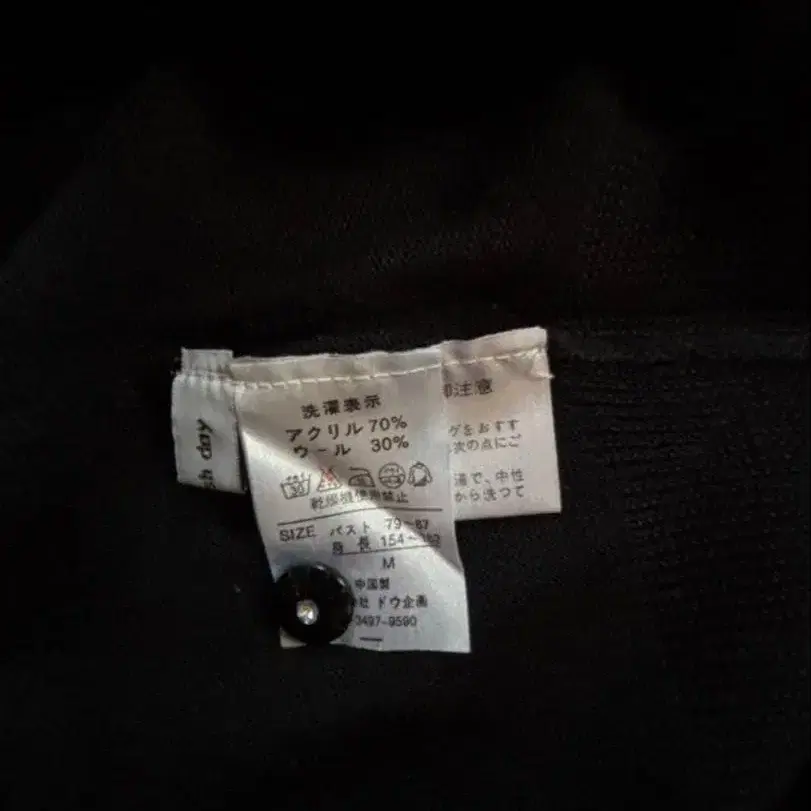 sh day
洗濯表示
アクリル 70%
ウール 30%
乾燥機使用禁止
SIZE バスト 79~87
身長 154~162
M
中国製
会社 ドウ企画
3497-9590
御注意
グをおすす
次の点にご
湯で、中性
から洗って